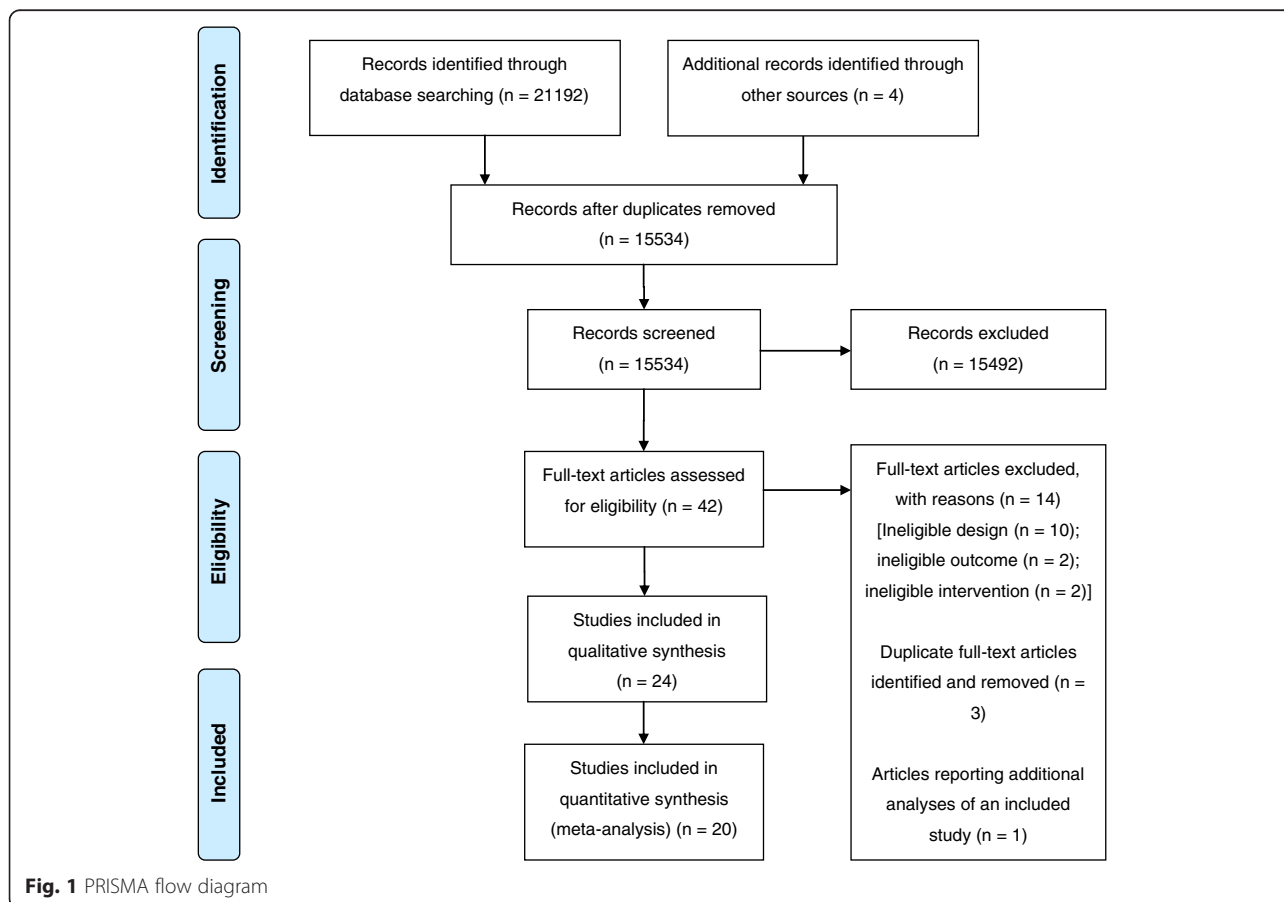 Identification
Records identified through
database searching (n = 21192)
Additional records identified through
other sources (n = 4)
Records after duplicates removed
(n = 15534)
Screening
Records screened
(n = 15534)
Records excluded
(n = 15492)
Eligibility
Full-text articles assessed
for eligibility (n = 42)
Full-text articles excluded,
with reasons (n = 14)
[Ineligible design (n = 10);
ineligible outcome (n = 2);
ineligible intervention (n = 2)]
Duplicate full-text articles
identified and removed (n =
3)
Articles reporting additional
analyses of an included
study (n = 1)
Studies included in
qualitative synthesis
(n = 24)
Included
Studies included in
quantitative synthesis
(meta-analysis) (n = 20)
Fig. 1 PRISMA flow diagram